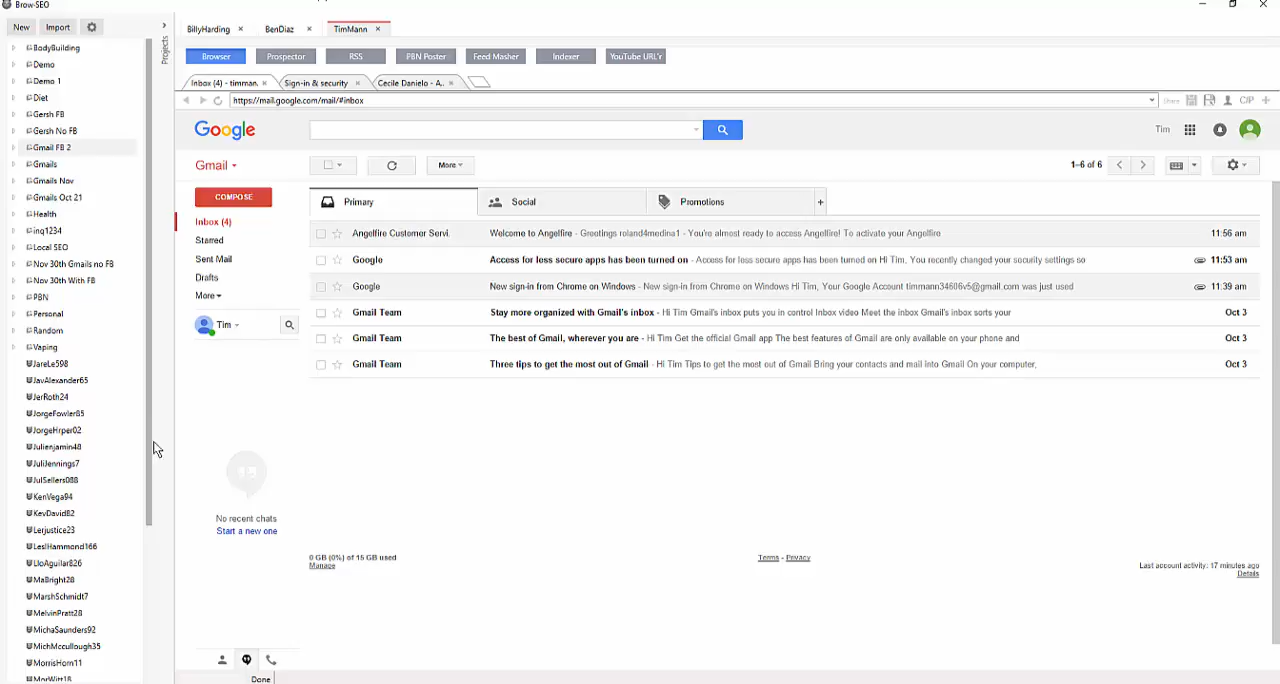 Brow-SEO
New Import
Projects
BodyBuilding
Demo
Demo 1
Diet
Gersh FB
Gersh No FB
Gmail FB 2
Gmails
Gmails Nov
Gmails Oct 21
Health
inq1234
Local SEO
Nov 30th Gmails no FB
Nov 30th With FB
PBN
Personal
Random
Vaping
JareLe598
JavAlexander65
JerRoth24
JorgeFowler85
JorgeHrper02
Julienjamin48
JuliJennings7
JulSellers088
KenVega94
KevDavid82
Lerjustice23
LeslHammond166
LloAguilar826
MaBright28
MarshSchmidt7
MelvinPratt28
MichaSaunders92
MichMccullough35
MorrisHorn11
MorWitt18
BillyHarding × BenDiaz × TimMann ×
Browser Prospector RSS PBN Poster Feed Masher Indexer YouTube URL'r
Inbox (4) - timman. × Sign-in & security × Cecile Danielo - A.. ×
https://mail.google.com/mail/#inbox
Share C/P
Google
Tim
Gmail
More
1–6 of 6
COMPOSE
Inbox (4)
Starred
Sent Mail
Drafts
More
Tim
Primary Social Promotions +
Angelfire Customer Servi. Welcome to Angelfire - Greetings roland4medina1 - You're almost ready to access Angelfire! To activate your Angelfire 11:56 am
Google Access for less secure apps has been turned on - Access for less secure apps has been turned on Hi Tim, You recently changed your security settings so 11:53 am
Google New sign-in from Chrome on Windows - New sign-in from Chrome on Windows Hi Tim, Your Google Account timmann34606v5@gmail.com was just used 11:39 am
Gmail Team Stay more organized with Gmail's inbox - Hi Tim Gmail's inbox puts you in control Inbox video Meet the inbox Gmail's inbox sorts your Oct 3
Gmail Team The best of Gmail, wherever you are - Hi Tim Get the official Gmail app The best features of Gmail are only available on your phone and Oct 3
Gmail Team Three tips to get the most out of Gmail - Hi Tim Tips to get the most out of Gmail Bring your contacts and mail into Gmail On your computer, Oct 3
No recent chats
Start a new one
0 GB (0%) of 15 GB used
Manage
Terms - Privacy
Last account activity: 17 minutes ago
Details
Done